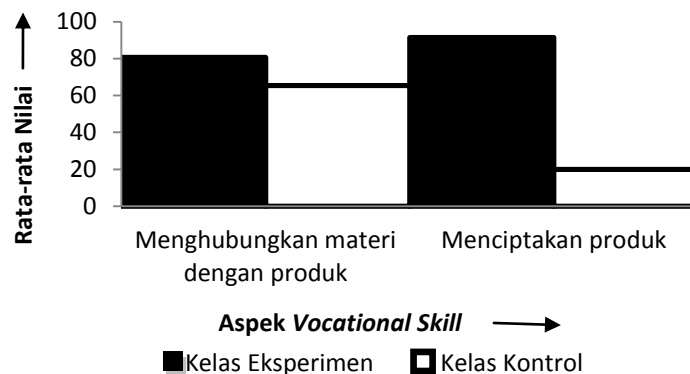 Rata-rata Nilai
100
80
60
40
20
0
Menghubungkan materi
dengan produk
Menciptakan produk
Aspek Vocational Skill
Kelas Eksperimen
Kelas Kontrol